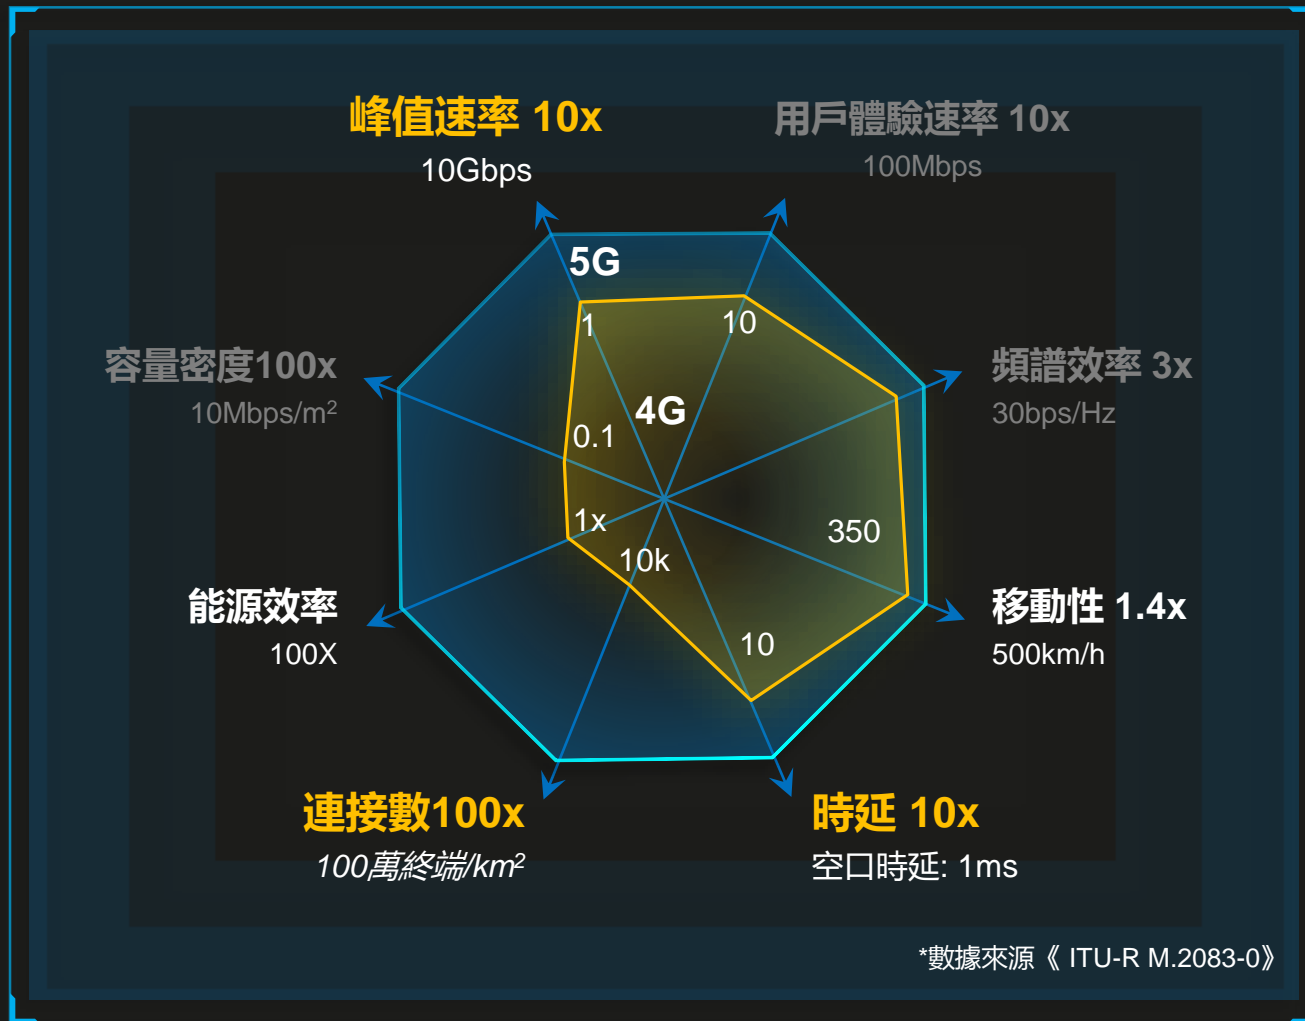 峰值速率 10x
10Gbps
用戶體驗速率 10x
100Mbps
5G
1
10
容量密度100x
10Mbps/m²
頻譜效率 3x
30bps/Hz
4G
0.1
1x
10k
350
能源效率
100X
移動性 1.4x
500km/h
10
連接數100x
100萬終端/km²
時延 10x
空口時延: 1ms
*數據來源《 ITU-R M.2083-0》